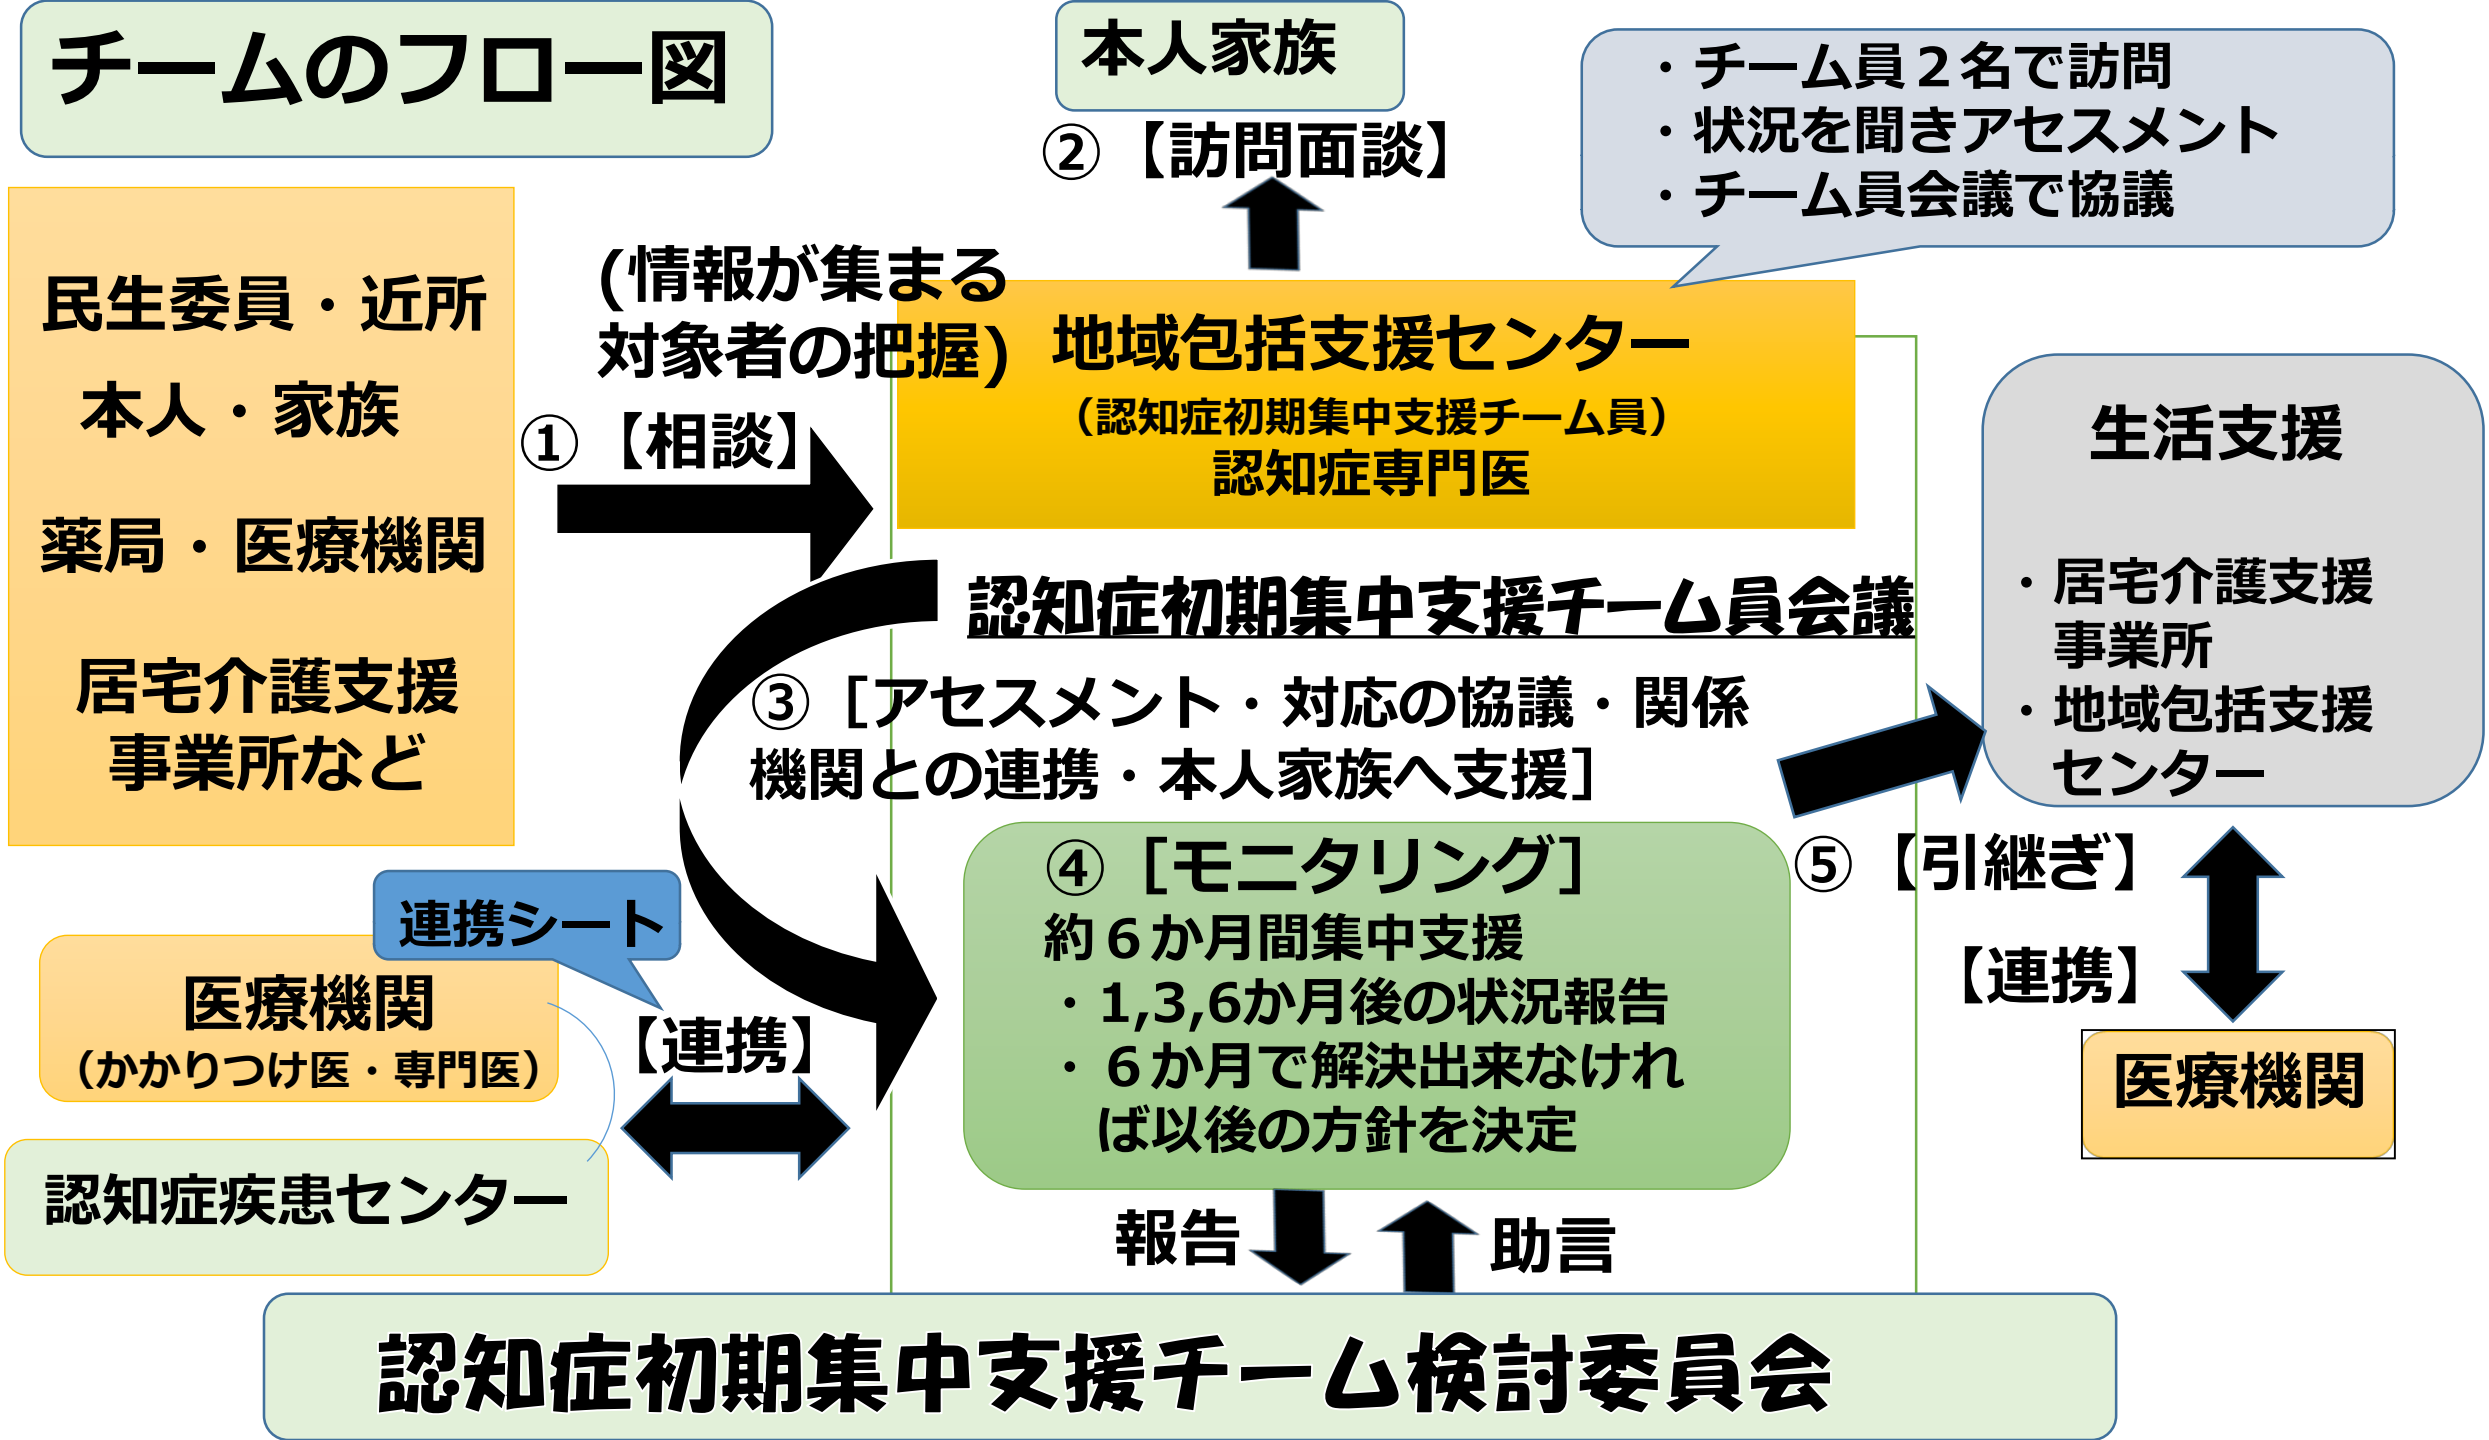 チームのフロー図
本人家族
②【訪問面談】
・チーム員２名で訪問
・状況を聞きアセスメント
・チーム員会議で協議
民生委員・近所
本人・家族
薬局・医療機関
居宅介護支援
事業所など
(情報が集まる
対象者の把握)
①【相談】
地域包括支援センター
（認知症初期集中支援チーム員）
認知症専門医
認知症初期集中支援チーム員会議
③［アセスメント・対応の協議・関係
機関との連携・本人家族へ支援］
生活支援
・居宅介護支援
事業所
・地域包括支援
センター
④［モニタリング］
約６か月間集中支援
・1,3,6か月後の状況報告
・６か月で解決出来なけれ
ば以後の方針を決定
⑤【引継ぎ】
【連携】
医療機関
連携シート
医療機関
（かかりつけ医・専門医）
【連携】
認知症疾患センター
報告
助言
認知症初期集中支援チーム検討委員会